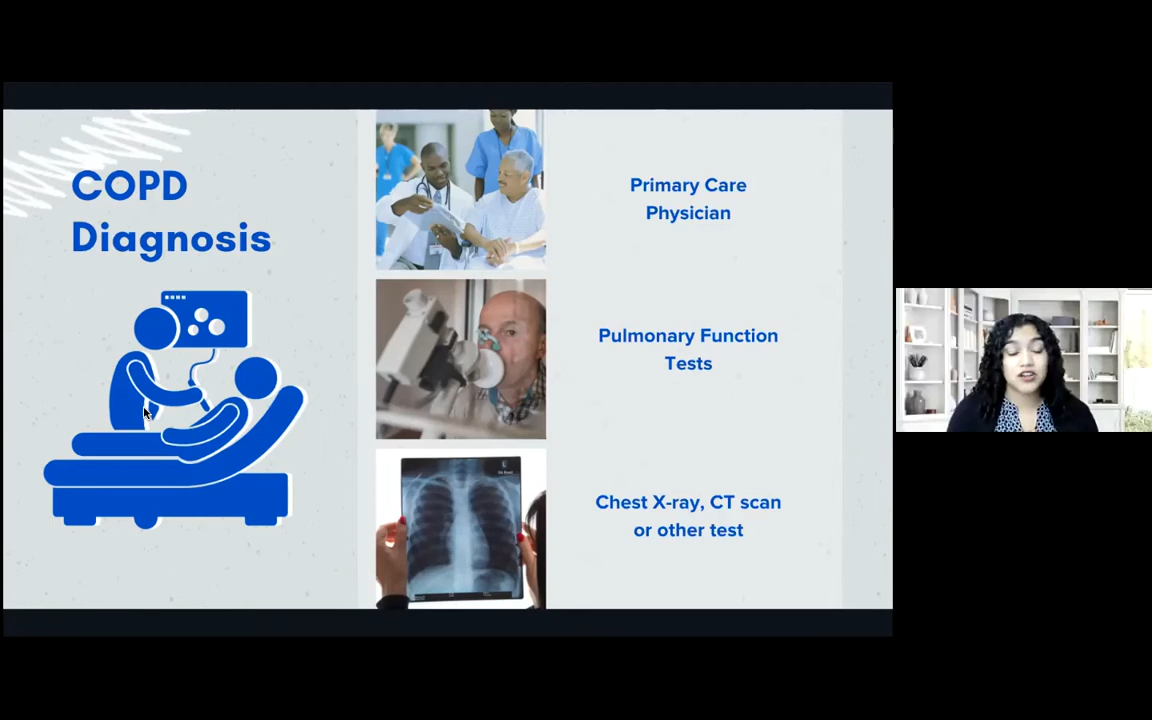 COPD
Diagnosis
Primary Care
Physician
Pulmonary Function
Tests
Chest X-ray, CT scan
or other test